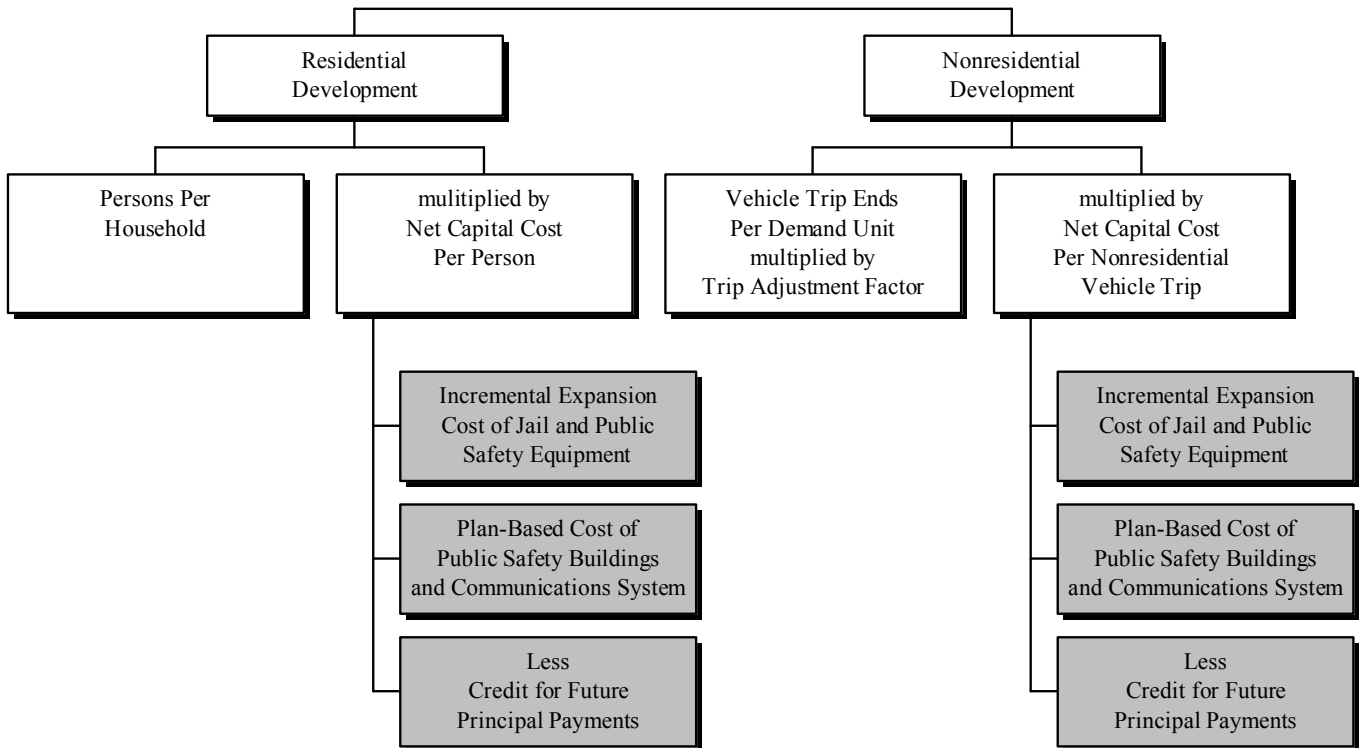 Residential
Development
Nonresidential
Development
Persons Per
Household
mulitiplied by
Net Capital Cost
Per Person
Vehicle Trip Ends
Per Demand Unit
multiplied by
Trip Adjustment Factor
multiplied by
Net Capital Cost
Per Nonresidential
Vehicle Trip
Incremental Expansion
Cost of Jail and Public
Safety Equipment
Plan-Based Cost of
Public Safety Buildings
and Communications System
Less
Credit for Future
Principal Payments
Incremental Expansion
Cost of Jail and Public
Safety Equipment
Plan-Based Cost of
Public Safety Buildings
and Communications System
Less
Credit for Future
Principal Payments